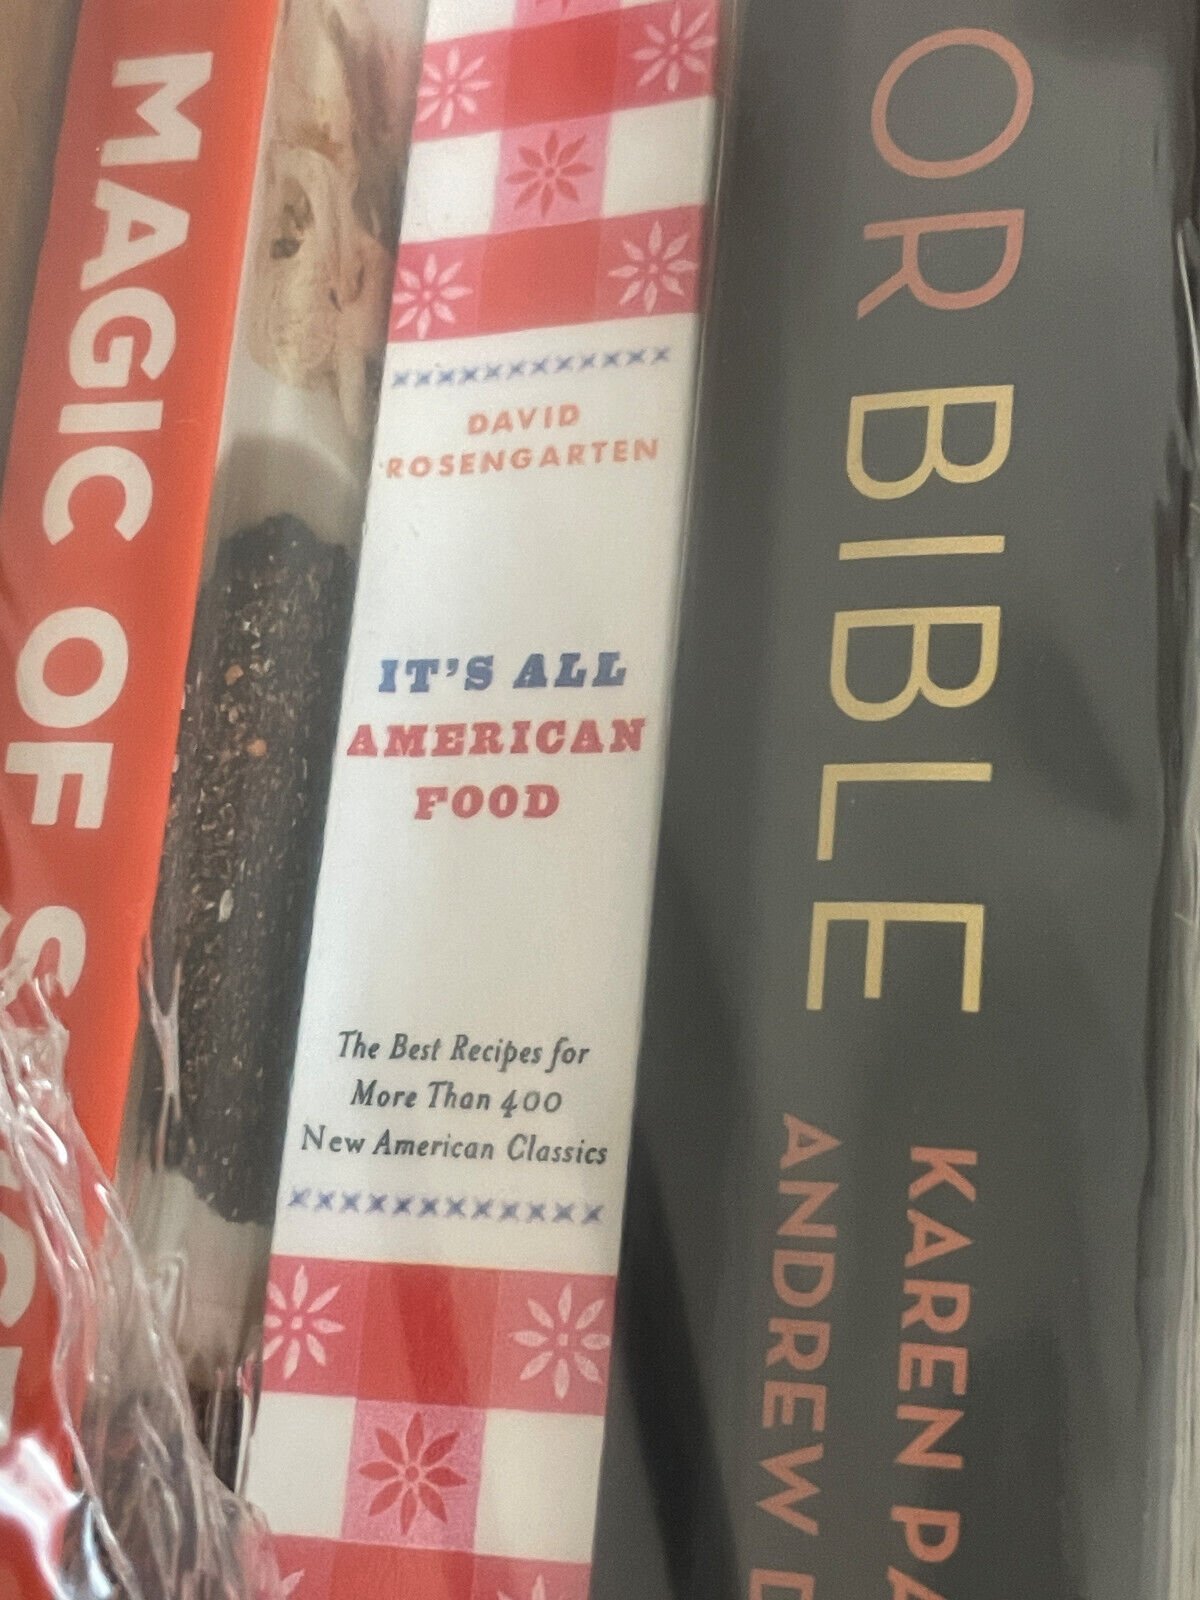 MAGIC OF
DAVID
ROSENGARTEN
IT'S ALL
AMERICAN
FOOD
The Best Recipes for
More Than 400
New American Classics
OR BIBLE
KAREN PA
ANDREW D